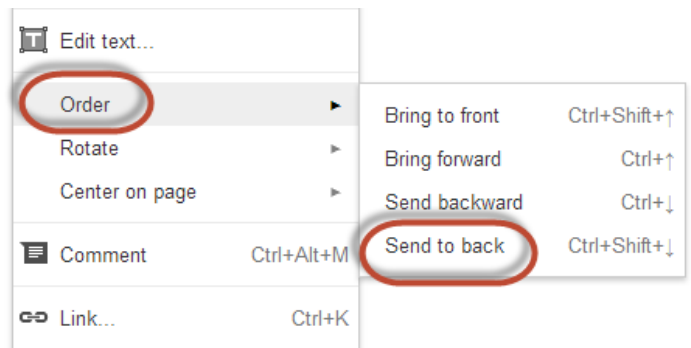 Edit text...
Order
Rotate
Center on page
Comment Ctrl+Alt+M
Link... Ctrl+K
Bring to front Ctrl+Shift+↑
Bring forward Ctrl+↑
Send backward Ctrl+↓
Send to back Ctrl+Shift+↓